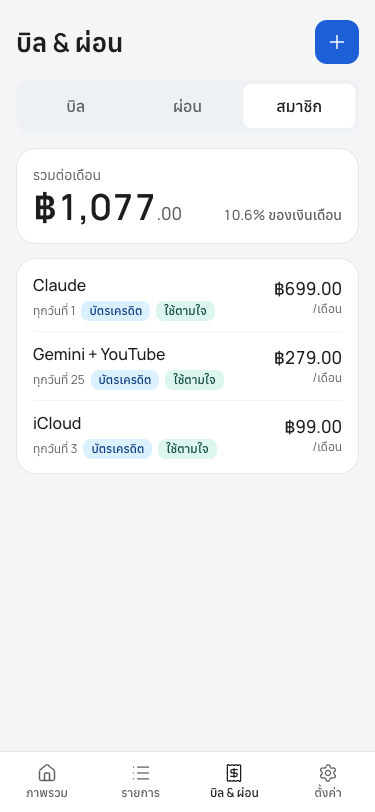 บิล & ผ่อน
บิล ผ่อน สมาชิก
รวมต่อเดือน
฿1,077.00 10.6% ของเงินเดือน
Claude ฿699.00
ทุกวันที่ 1 บัตรเครดิต ใช้ตามใจ /เดือน
Gemini + YouTube ฿279.00
ทุกวันที่ 25 บัตรเครดิต ใช้ตามใจ /เดือน
iCloud ฿99.00
ทุกวันที่ 3 บัตรเครดิต ใช้ตามใจ /เดือน
ภาพรวม รายการ บิล & ผ่อน ตั้งค่า